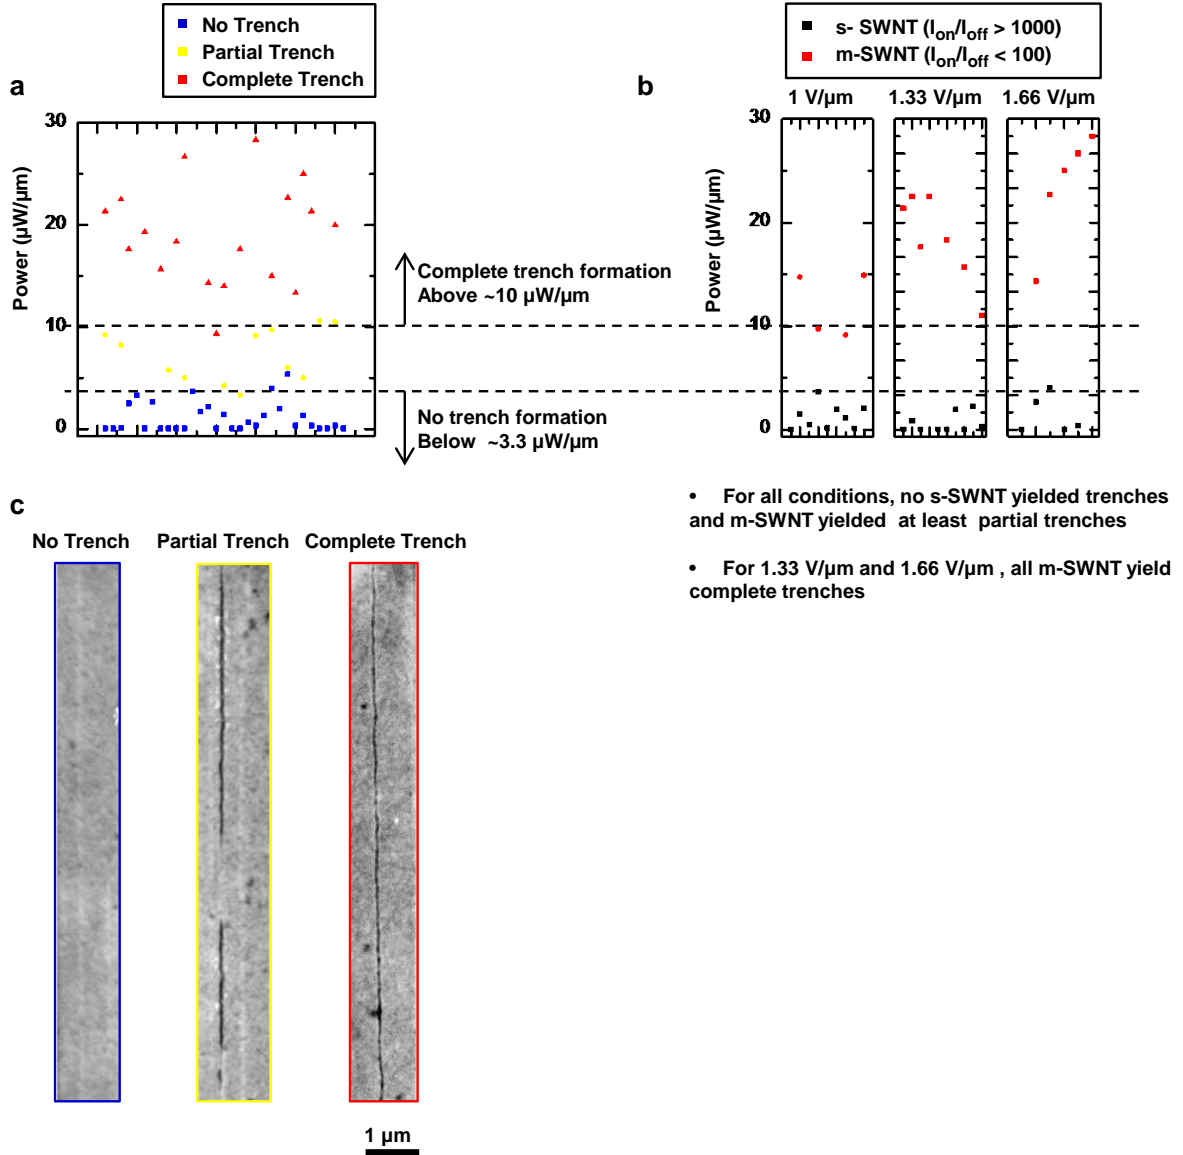 No Trench
Partial Trench
Complete Trench
a
30
20
10
0
Power (µW/µm)
Complete trench formation
Above ~10 µW/µm
No trench formation
Below ~3.3 µW/µm
s- SWNT (Ion/Ioff > 1000)
m-SWNT (Ion/Ioff < 100)
b
1 V/µm 1.33 V/µm 1.66 V/µm
30
20
10
0
Power (µW/µm)
• For all conditions, no s-SWNT yielded trenches
and m-SWNT yielded at least partial trenches
• For 1.33 V/µm and 1.66 V/µm , all m-SWNT yield
complete trenches
c
No Trench Partial Trench Complete Trench
1 µm